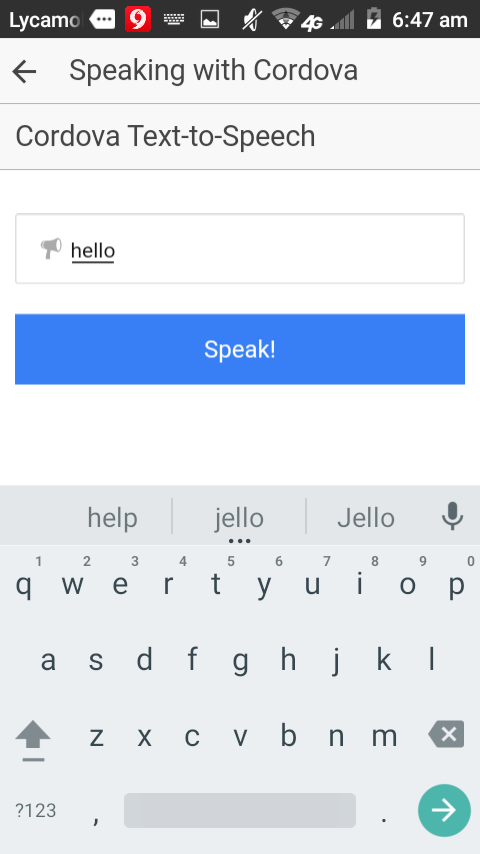 Lycamo 9 4G 6:47 am
Speaking with Cordova
Cordova Text-to-Speech
hello
Speak!
help jello Jello
1 2 3 4 5 6 7 8 9 0
q w e r t y u i o p
a s d f g h j k l
z x c v b n m
?123 , .